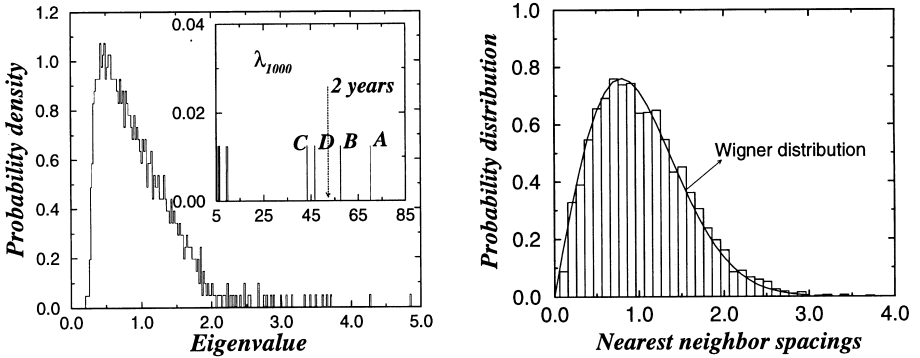 1.2
1.0
0.8
0.6
0.4
0.2
0.0
Probability density
0.0 1.0 2.0 3.0 4.0 5.0
Eigenvalue
0.04
0.02
0.00
5 25 45 65 85
λ1000
2 years
C D B A
1.0
0.8
0.6
0.4
0.2
0.0
Probability distribution
Wigner distribution
0.0 1.0 2.0 3.0 4.0
Nearest neighbor spacings